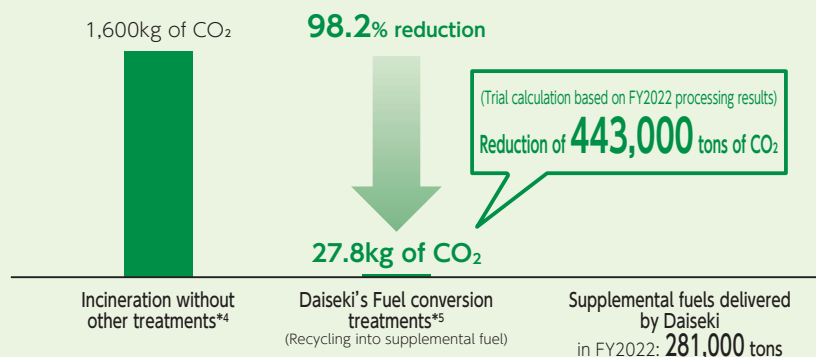 1,600kg of CO₂
98.2% reduction
(Trial calculation based on FY2022 processing results)
Reduction of 443,000 tons of CO₂
27.8kg of CO₂
Incineration without
other treatments*4
Daiseki's Fuel conversion
treatments*5
(Recycling into supplemental fuel)
Supplemental fuels delivered
by Daiseki
in FY2022: 281,000 tons